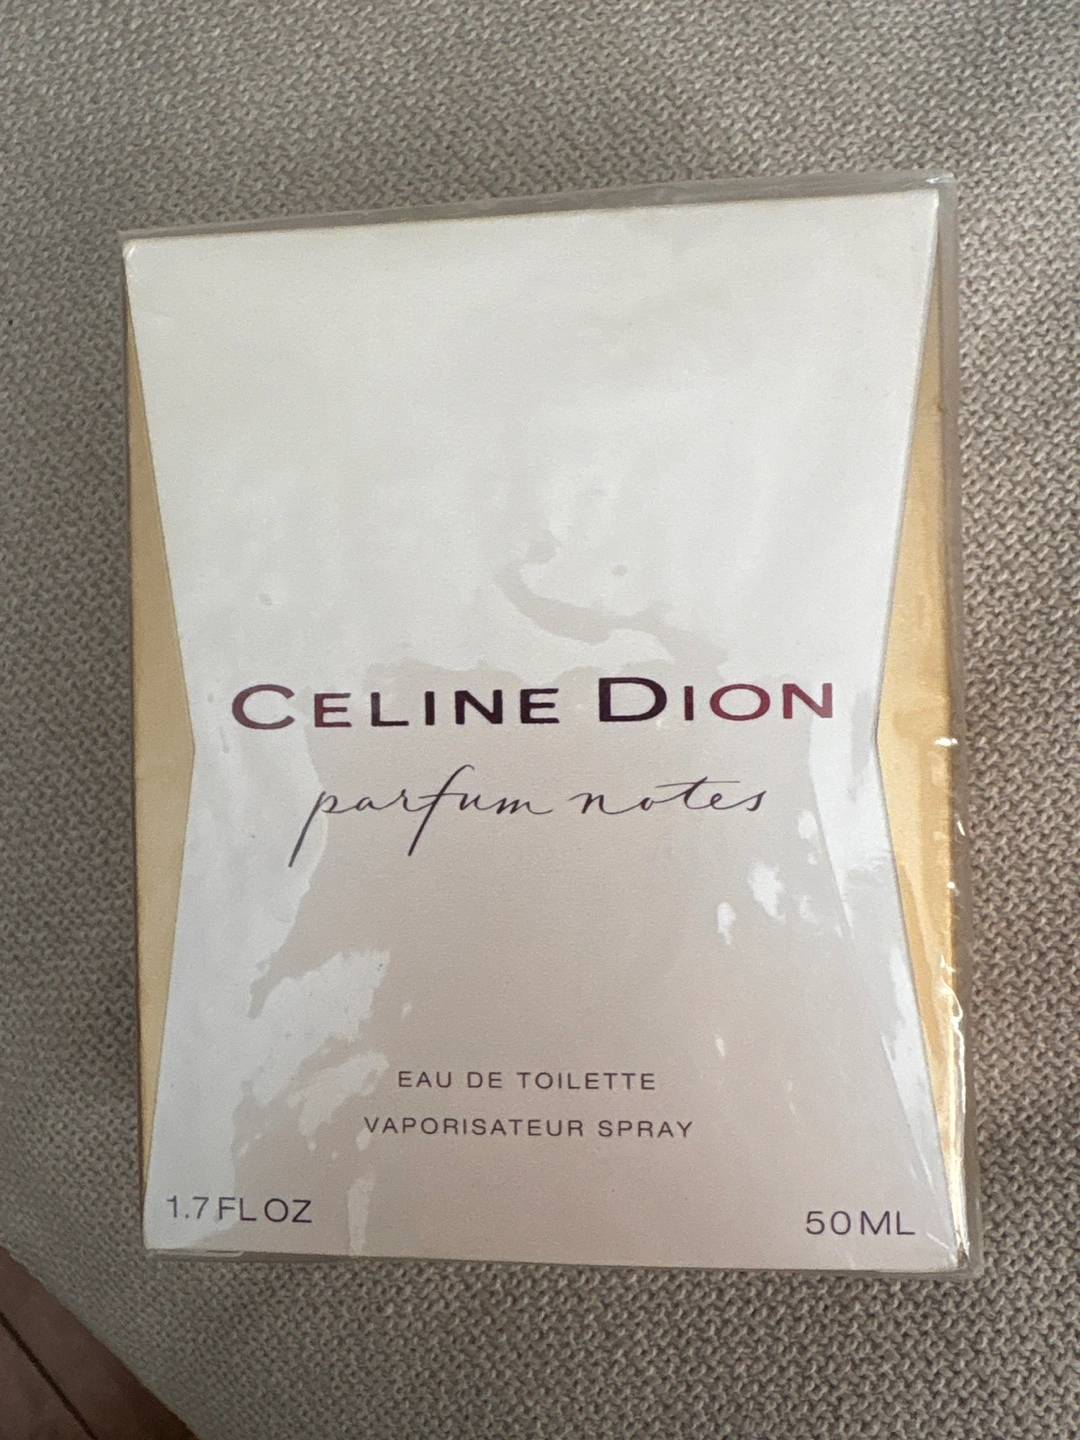 CELINE DION
parfum notes
EAU DE TOILETTE
VAPORISATEUR SPRAY
1.7 FL OZ
50 ML